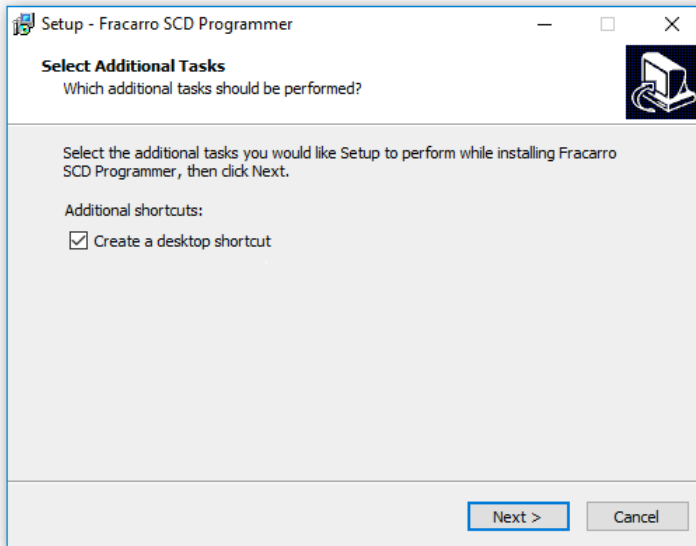 Setup - Fracarro SCD Programmer
Select Additional Tasks
Which additional tasks should be performed?
Select the additional tasks you would like Setup to perform while installing Fracarro
SCD Programmer, then click Next.
Additional shortcuts:
Create a desktop shortcut
Next >
Cancel